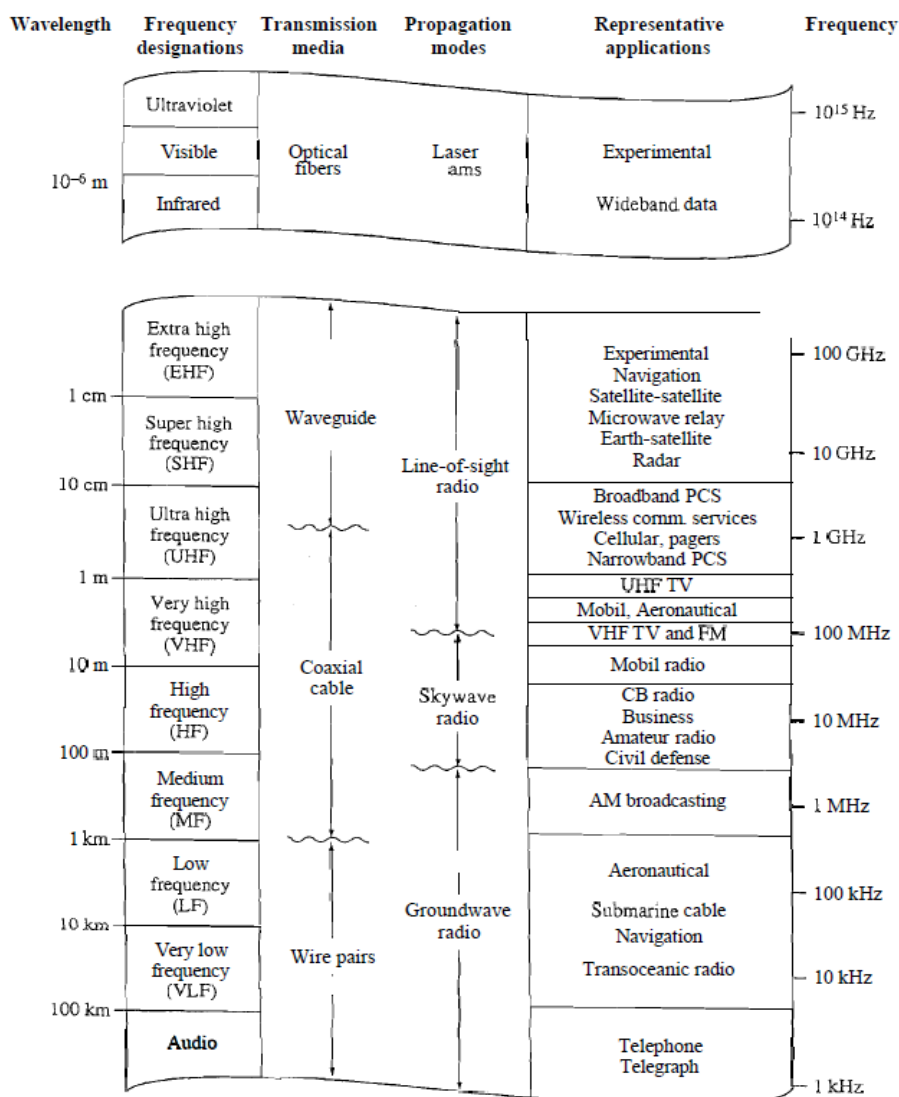 Wavelength
Frequency
designations
Transmission
media
Propagation
modes
Representative
applications
Frequency
Ultraviolet
Visible
Infrared
10⁻⁶ m
Optical
fibers
Laser
ams
Experimental
Wideband data
10¹⁵ Hz
10¹⁴ Hz
Extra high
frequency
(EHF)
1 cm
Super high
frequency
(SHF)
10 cm
Ultra high
frequency
(UHF)
1 m
Very high
frequency
(VHF)
10 m
High
frequency
(HF)
100 m
Medium
frequency
(MF)
1 km
Low
frequency
(LF)
10 km
Very low
frequency
(VLF)
100 km
Audio
Waveguide
Coaxial
cable
Wire pairs
Line-of-sight
radio
Skywave
radio
Groundwave
radio
Experimental
Navigation
Satellite-satellite
Microwave relay
Earth-satellite
Radar
Broadband PCS
Wireless comm. services
Cellular, pagers
Narrowband PCS
UHF TV
Mobil, Aeronautical
VHF TV and FM
Mobil radio
CB radio
Business
Amateur radio
Civil defense
AM broadcasting
Aeronautical
Submarine cable
Navigation
Transoceanic radio
Telephone
Telegraph
100 GHz
10 GHz
1 GHz
100 MHz
10 MHz
1 MHz
100 kHz
10 kHz
1 kHz